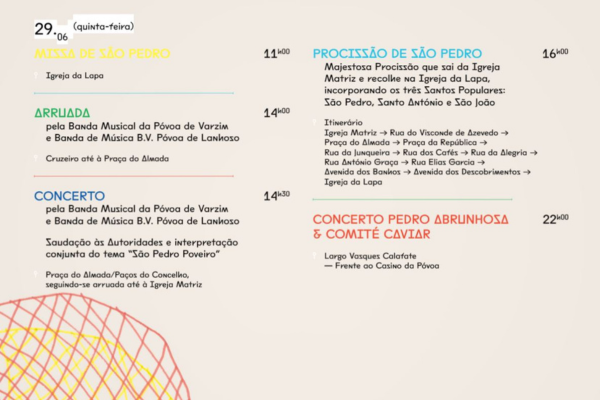 29.06 (quinta-feira)
MISSA DE SÃO PEDRO 11h00
Igreja da Lapa
ARRUADA 14h00
pela Banda Musical da Póvoa de Varzim
e Banda de Música B.V. Póvoa de Lanhoso
Cruzeiro até à Praça do Almada
CONCERTO 14h30
pela Banda Musical da Póvoa de Varzim
e Banda de Música B.V. Póvoa de Lanhoso
Saudação às Autoridades e interpretação
conjunta do tema "São Pedro Poveiro"
Praça do Almada/Paços do Concelho,
seguindo-se arruada até à Igreja Matriz
PROCISSÃO DE SÃO PEDRO 16h00
Majestosa Procissão que sai da Igreja
Matriz e recolhe na Igreja da Lapa,
incorporando os três Santos Populares:
São Pedro, Santo António e São João
Itinerário
Igreja Matriz → Rua do Visconde de Azevedo →
Praça do Almada → Praça da República →
Rua da Junqueira → Rua dos Cafés → Rua da Alegria →
Rua António Graça → Rua Elias Garcia →
Avenida dos Banhos → Avenida dos Descobrimentos →
Igreja da Lapa
CONCERTO PEDRO ABRUNHOSA 22h00
& COMITÉ CAVIAR
Largo Vasques Calafate
— Frente ao Casino da Póvoa